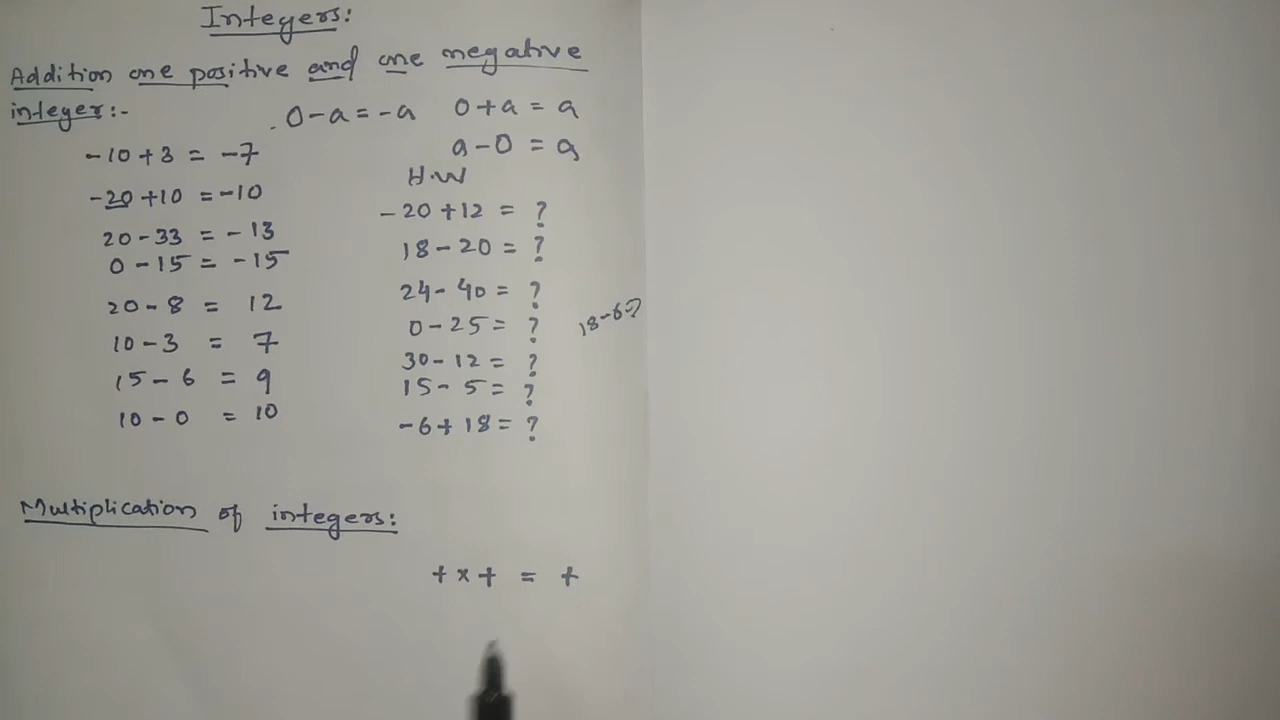 Integers:
Addition one positive and one negative
integer:-
0-a=-a
0+a = a
a-0 = a
-10+3 = -7
-20+10 =-10
20-33 = -13
0-15 = -15
20-8 = 12
10-3 = 7
15-6 = 9
10-0 = 10
H.W
-20+12 = ?
18-20 = ?
24-40 = ?
0-25 = ?
30-12 = ?
15-5 = ?
-6+18 = ?
Multiplication of integers:
+ x + = +